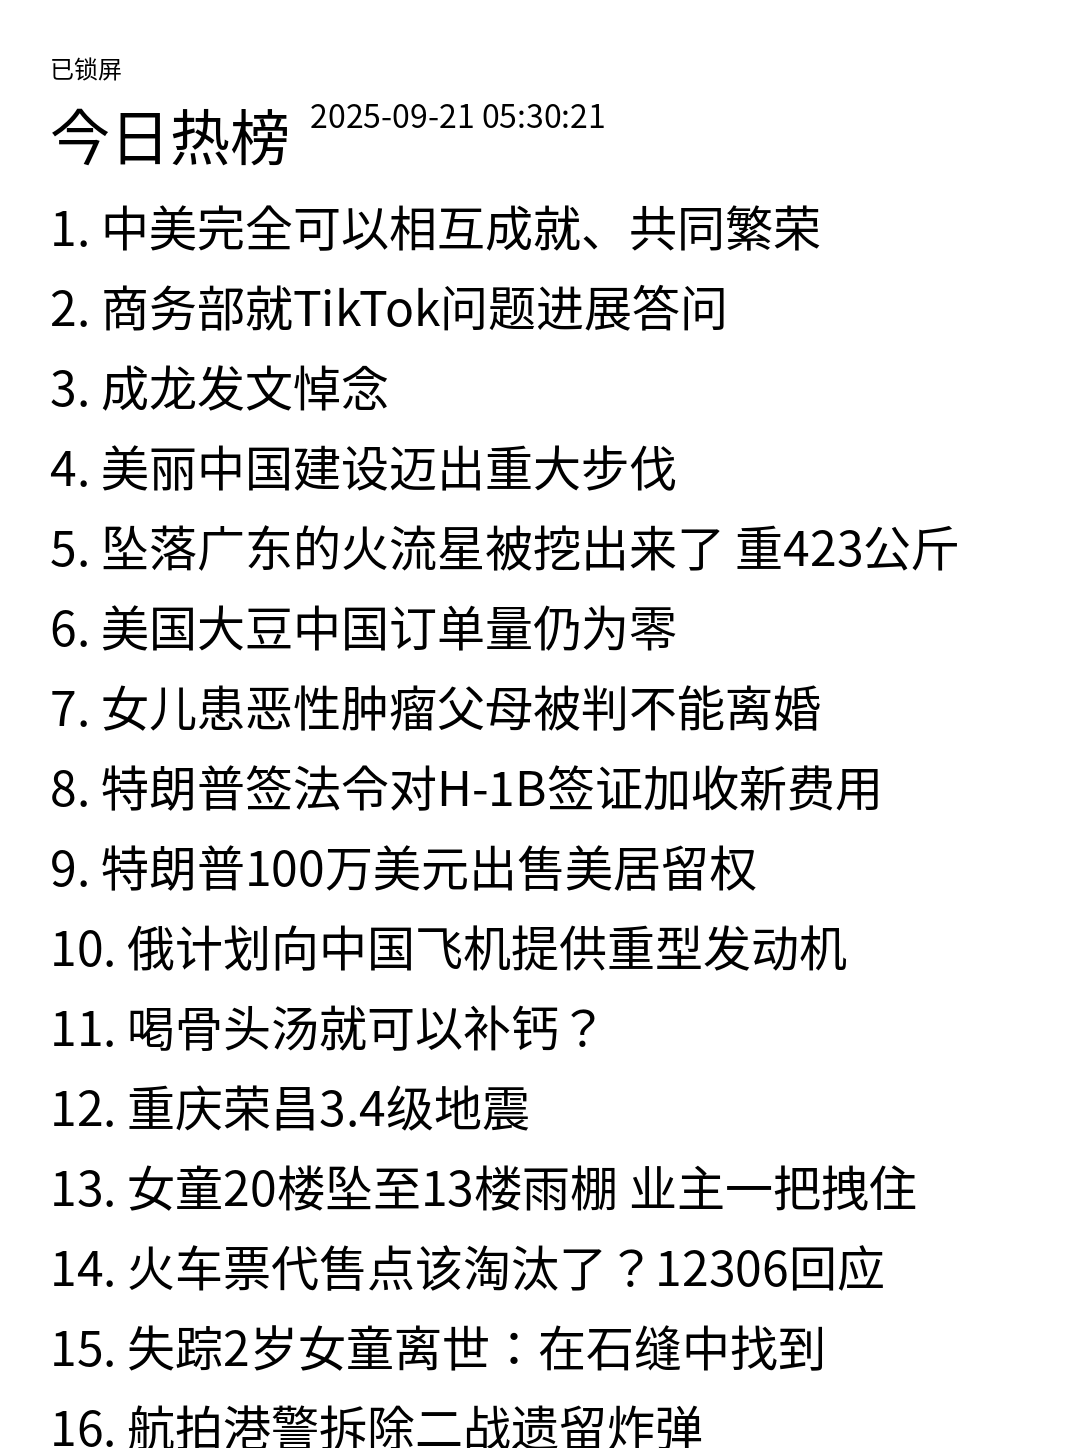 已锁屏
今日热榜 2025-09-21 05:30:21
1. 中美完全可以相互成就、共同繁荣
2. 商务部就TikTok问题进展答问
3. 成龙发文悼念
4. 美丽中国建设迈出重大步伐
5. 坠落广东的火流星被挖出来了 重423公斤
6. 美国大豆中国订单量仍为零
7. 女儿患恶性肿瘤父母被判不能离婚
8. 特朗普签法令对H-1B签证加收新费用
9. 特朗普100万美元出售美居留权
10. 俄计划向中国飞机提供重型发动机
11. 喝骨头汤就可以补钙？
12. 重庆荣昌3.4级地震
13. 女童20楼坠至13楼雨棚 业主一把拽住
14. 火车票代售点该淘汰了？12306回应
15. 失踪2岁女童离世：在石缝中找到
16. 航拍港警拆除二战遗留炸弹